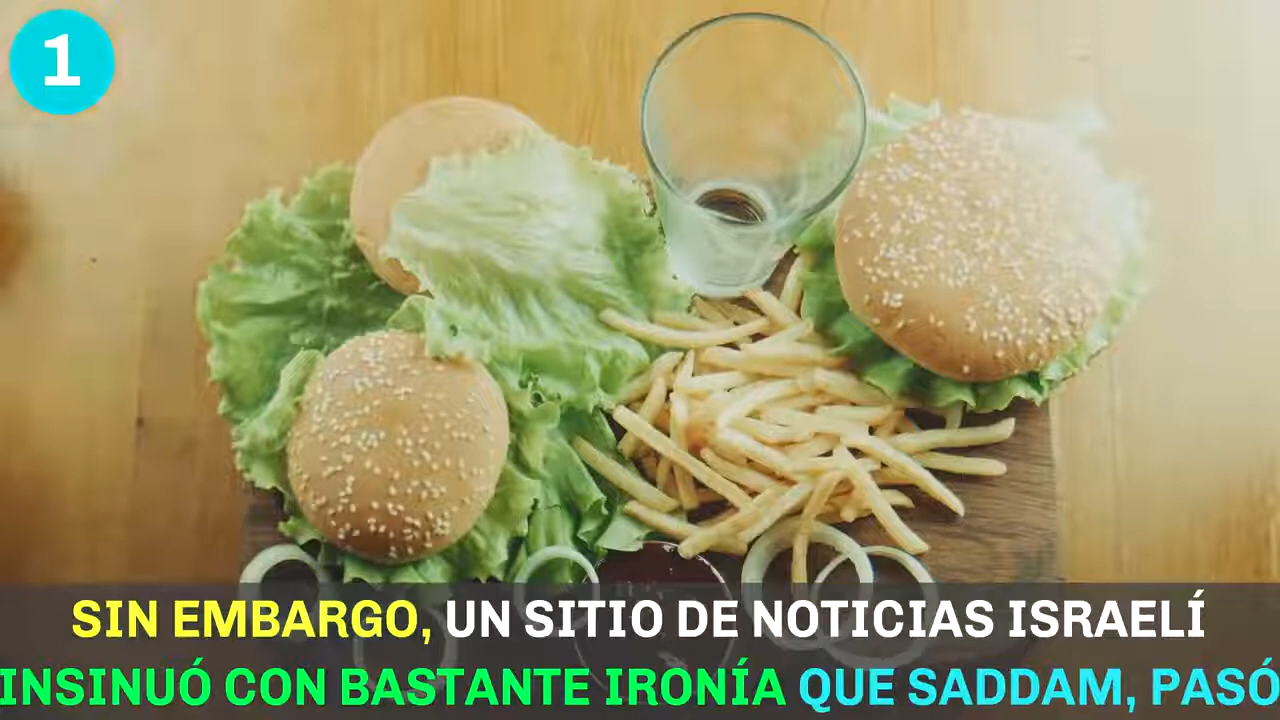 1
SIN EMBARGO, UN SITIO DE NOTICIAS ISRAELÍ
INSINUÓ CON BASTANTE IRONÍA QUE SADDAM, PASÓ